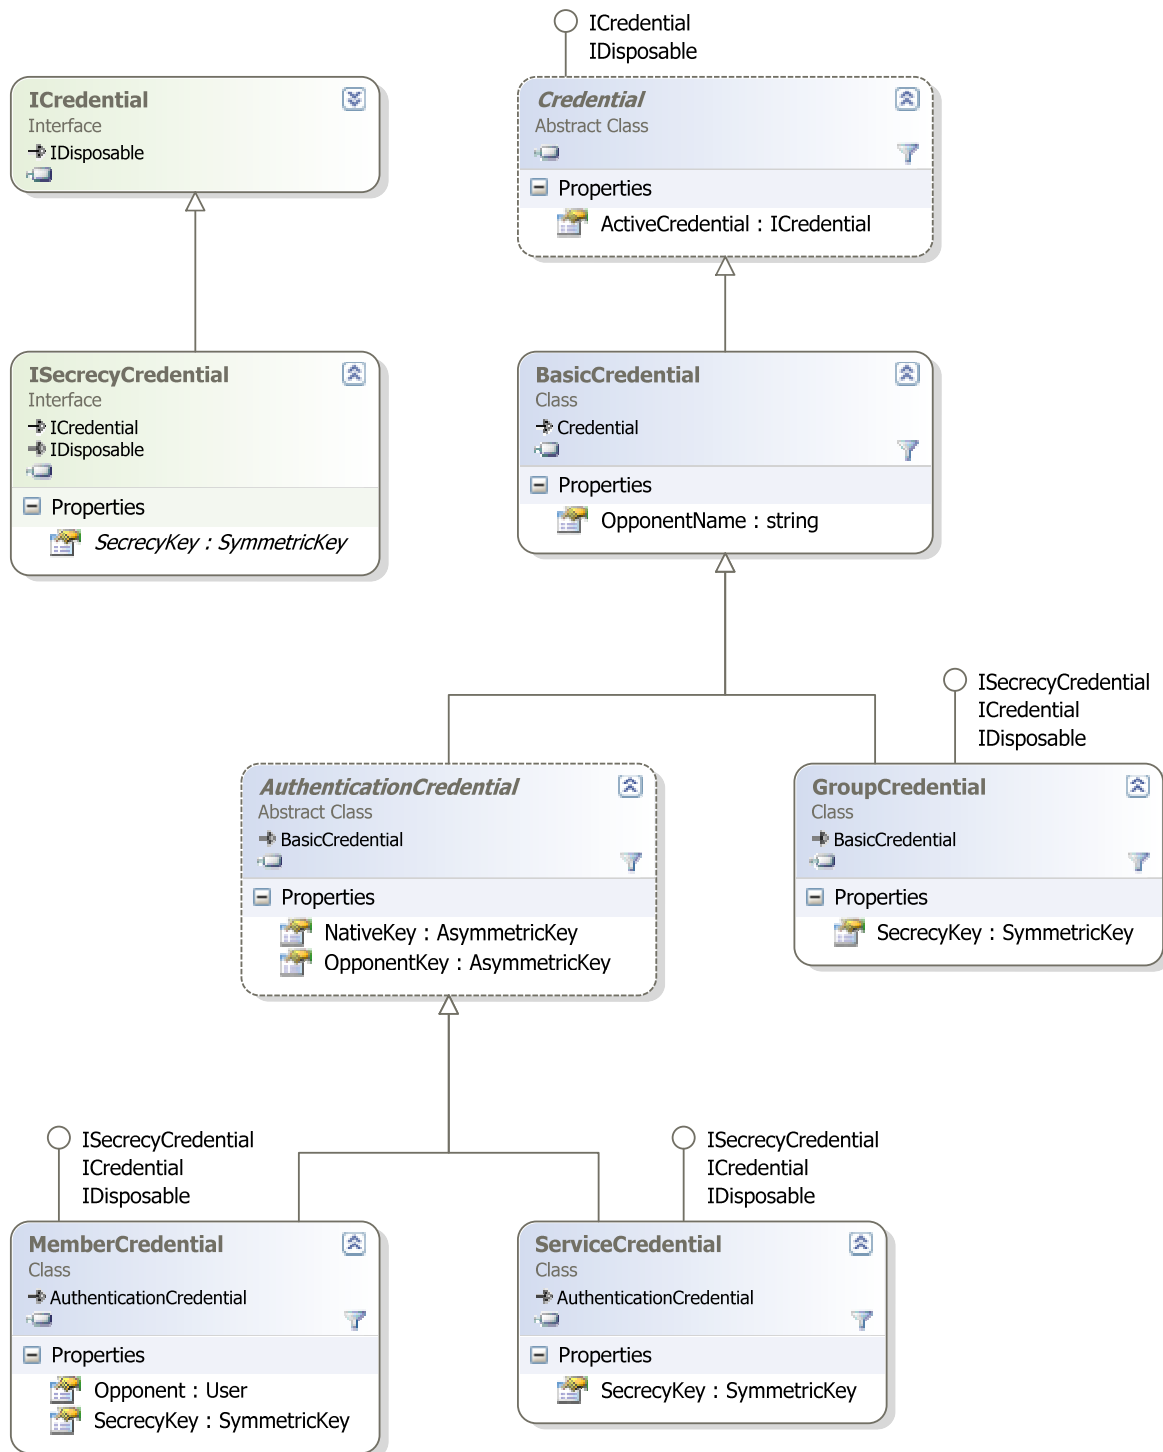 ICredential
IDisposable
ICredential
Interface
IDisposable
Credential
Abstract Class
Properties
ActiveCredential : ICredential
ISecrecyCredential
Interface
ICredential
IDisposable
Properties
SecrecyKey : SymmetricKey
BasicCredential
Class
Credential
Properties
OpponentName : string
ISecrecyCredential
ICredential
IDisposable
AuthenticationCredential
Abstract Class
BasicCredential
Properties
NativeKey : AsymmetricKey
OpponentKey : AsymmetricKey
GroupCredential
Class
BasicCredential
Properties
SecrecyKey : SymmetricKey
ISecrecyCredential
ICredential
IDisposable
MemberCredential
Class
AuthenticationCredential
Properties
Opponent : User
SecrecyKey : SymmetricKey
ISecrecyCredential
ICredential
IDisposable
ServiceCredential
Class
AuthenticationCredential
Properties
SecrecyKey : SymmetricKey